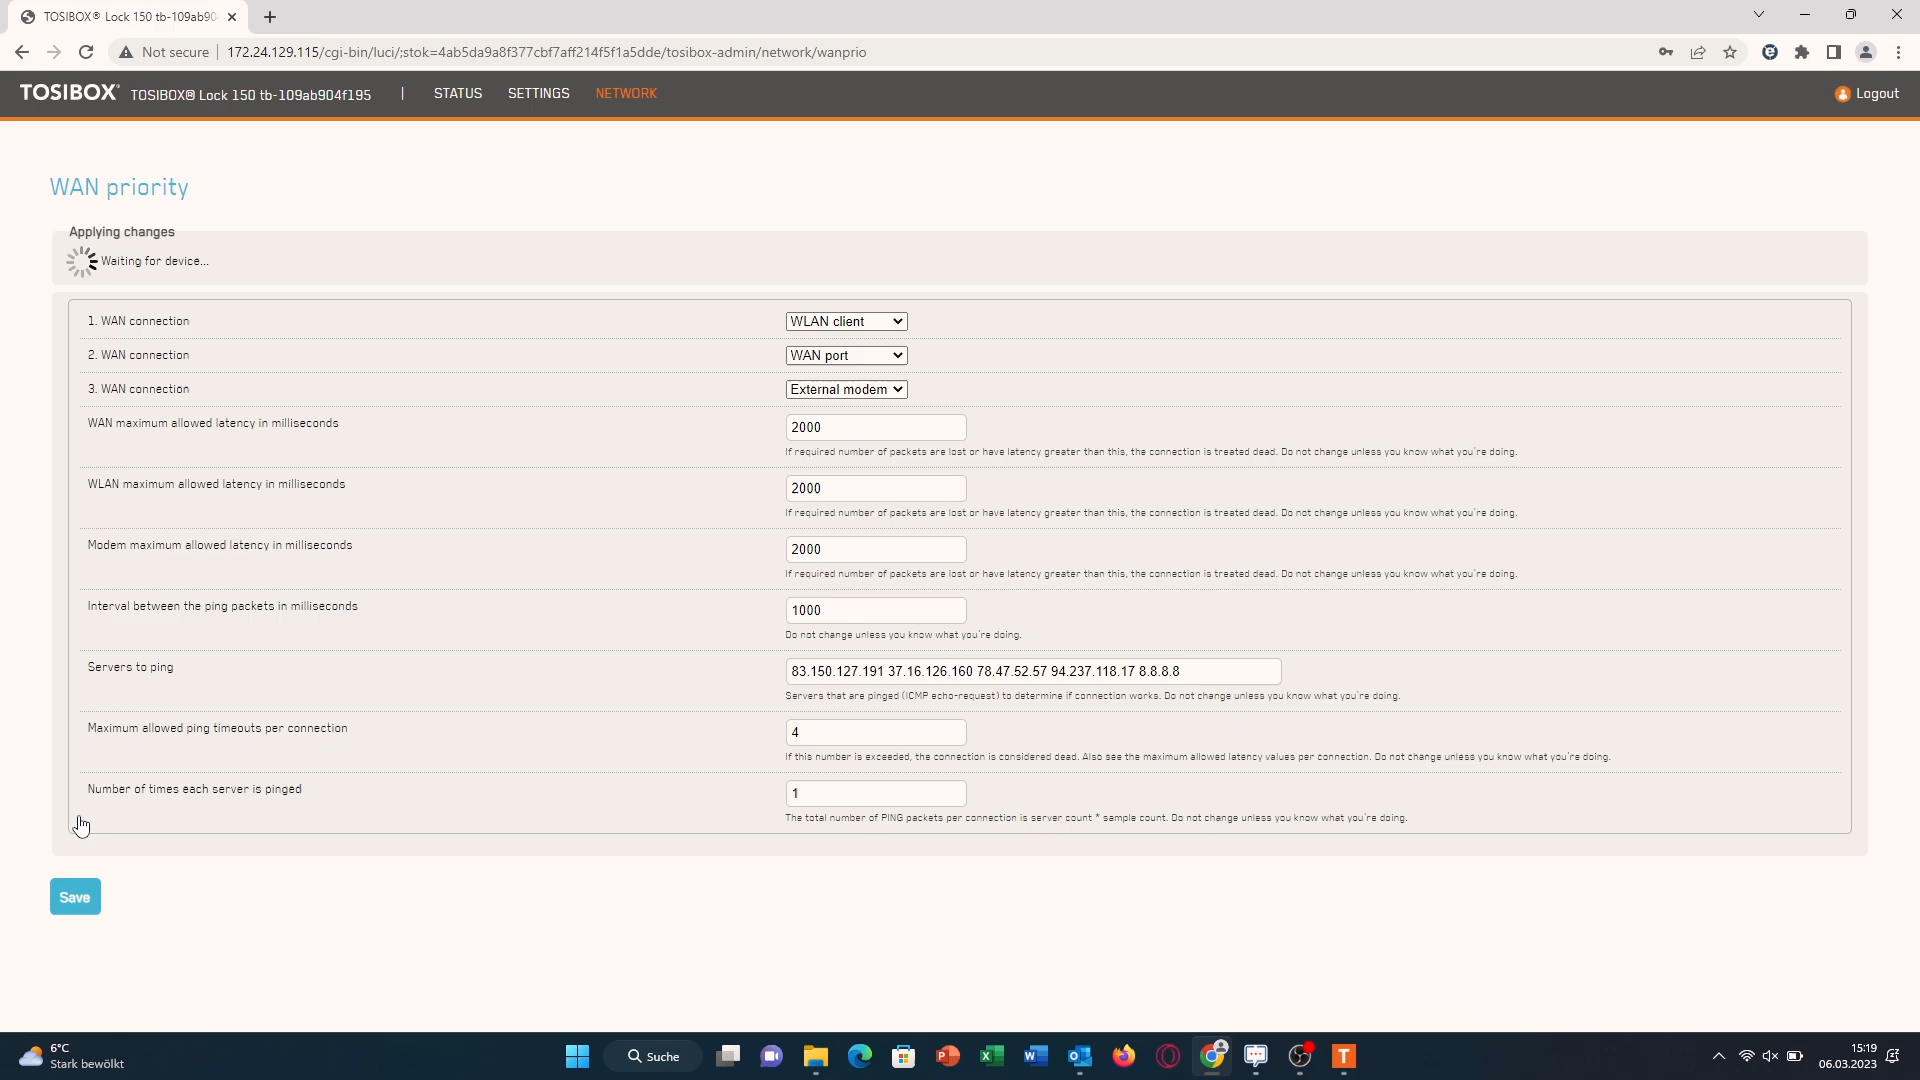 TOSIBOX® Lock 150 tb-109ab90
Not secure
172.24.129.115/cgi-bin/luci/;stok=4ab5da9a8f377cbf7aff214f5f1a5dde/tosibox-admin/network/wanprio
TOSIBOX® TOSIBOX® Lock 150 tb-109ab904f195 | STATUS SETTINGS NETWORK Logout
WAN priority
Applying changes
Waiting for device...
1. WAN connection WLAN client
2. WAN connection WAN port
3. WAN connection External modem
WAN maximum allowed latency in milliseconds 2000
If required number of packets are lost or have latency greater than this, the connection is treated dead. Do not change unless you know what you're doing.
WLAN maximum allowed latency in milliseconds 2000
If required number of packets are lost or have latency greater than this, the connection is treated dead. Do not change unless you know what you're doing.
Modem maximum allowed latency in milliseconds 2000
If required number of packets are lost or have latency greater than this, the connection is treated dead. Do not change unless you know what you're doing.
Interval between the ping packets in milliseconds 1000
Do not change unless you know what you're doing.
Servers to ping 83.150.127.191 37.16.126.160 78.47.52.57 94.237.118.17 8.8.8.8
Servers that are pinged (ICMP echo-request) to determine if connection works. Do not change unless you know what you're doing.
Maximum allowed ping timeouts per connection 4
If this number is exceeded, the connection is considered dead. Also see the maximum allowed latency values per connection. Do not change unless you know what you're doing.
Number of times each server is pinged 1
The total number of PING packets per connection is server count * sample count. Do not change unless you know what you're doing.
Save
6°C
Stark bewölkt
Suche
15:19
06.03.2023